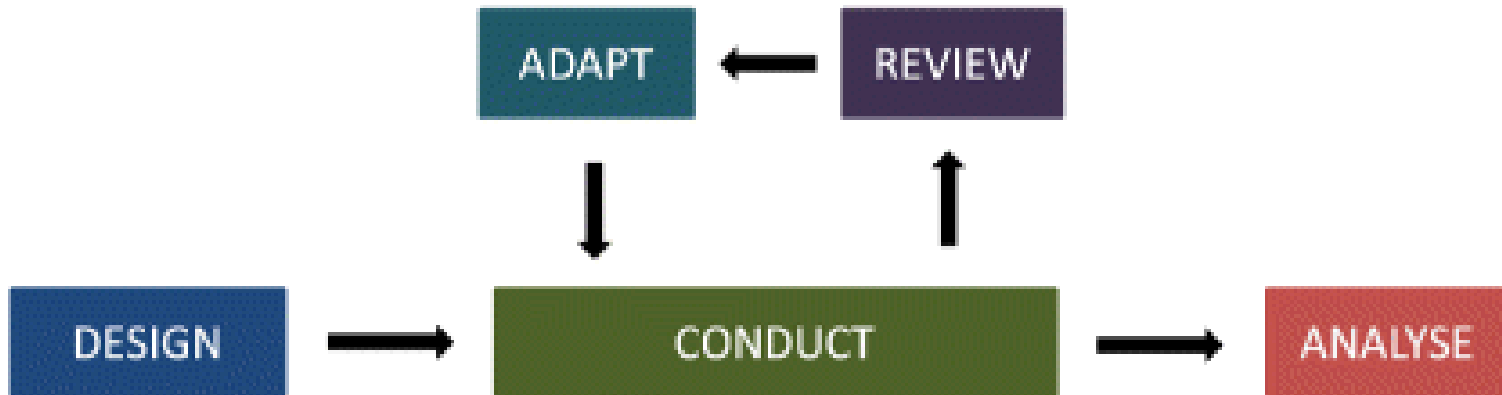 ADAPT
REVIEW
DESIGN
CONDUCT
ANALYSE